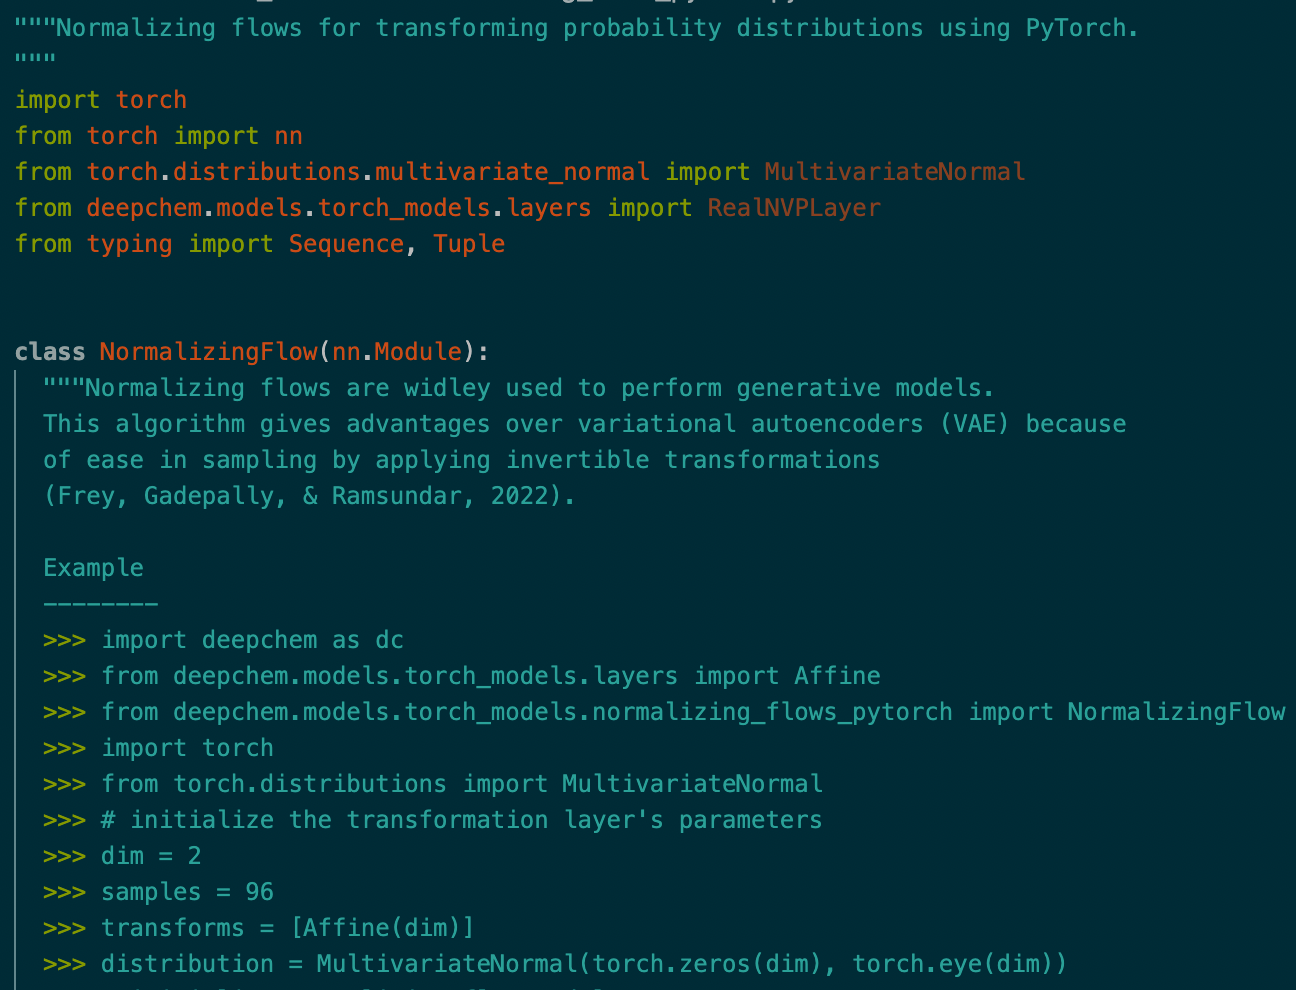 """Normalizing flows for transforming probability distributions using PyTorch.
"""
import torch
from torch import nn
from torch.distributions.multivariate_normal import MultivariateNormal
from deepchem.models.torch_models.layers import RealNVPLayer
from typing import Sequence, Tuple
class NormalizingFlow(nn.Module):
"""Normalizing flows are widley used to perform generative models.
This algorithm gives advantages over variational autoencoders (VAE) because
of ease in sampling by applying invertible transformations
(Frey, Gadepally, & Ramsundar, 2022).
Example
--------
>>> import deepchem as dc
>>> from deepchem.models.torch_models.layers import Affine
>>> from deepchem.models.torch_models.normalizing_flows_pytorch import NormalizingFlow
>>> import torch
>>> from torch.distributions import MultivariateNormal
>>> # initialize the transformation layer's parameters
>>> dim = 2
>>> samples = 96
>>> transforms = [Affine(dim)]
>>> distribution = MultivariateNormal(torch.zeros(dim), torch.eye(dim))